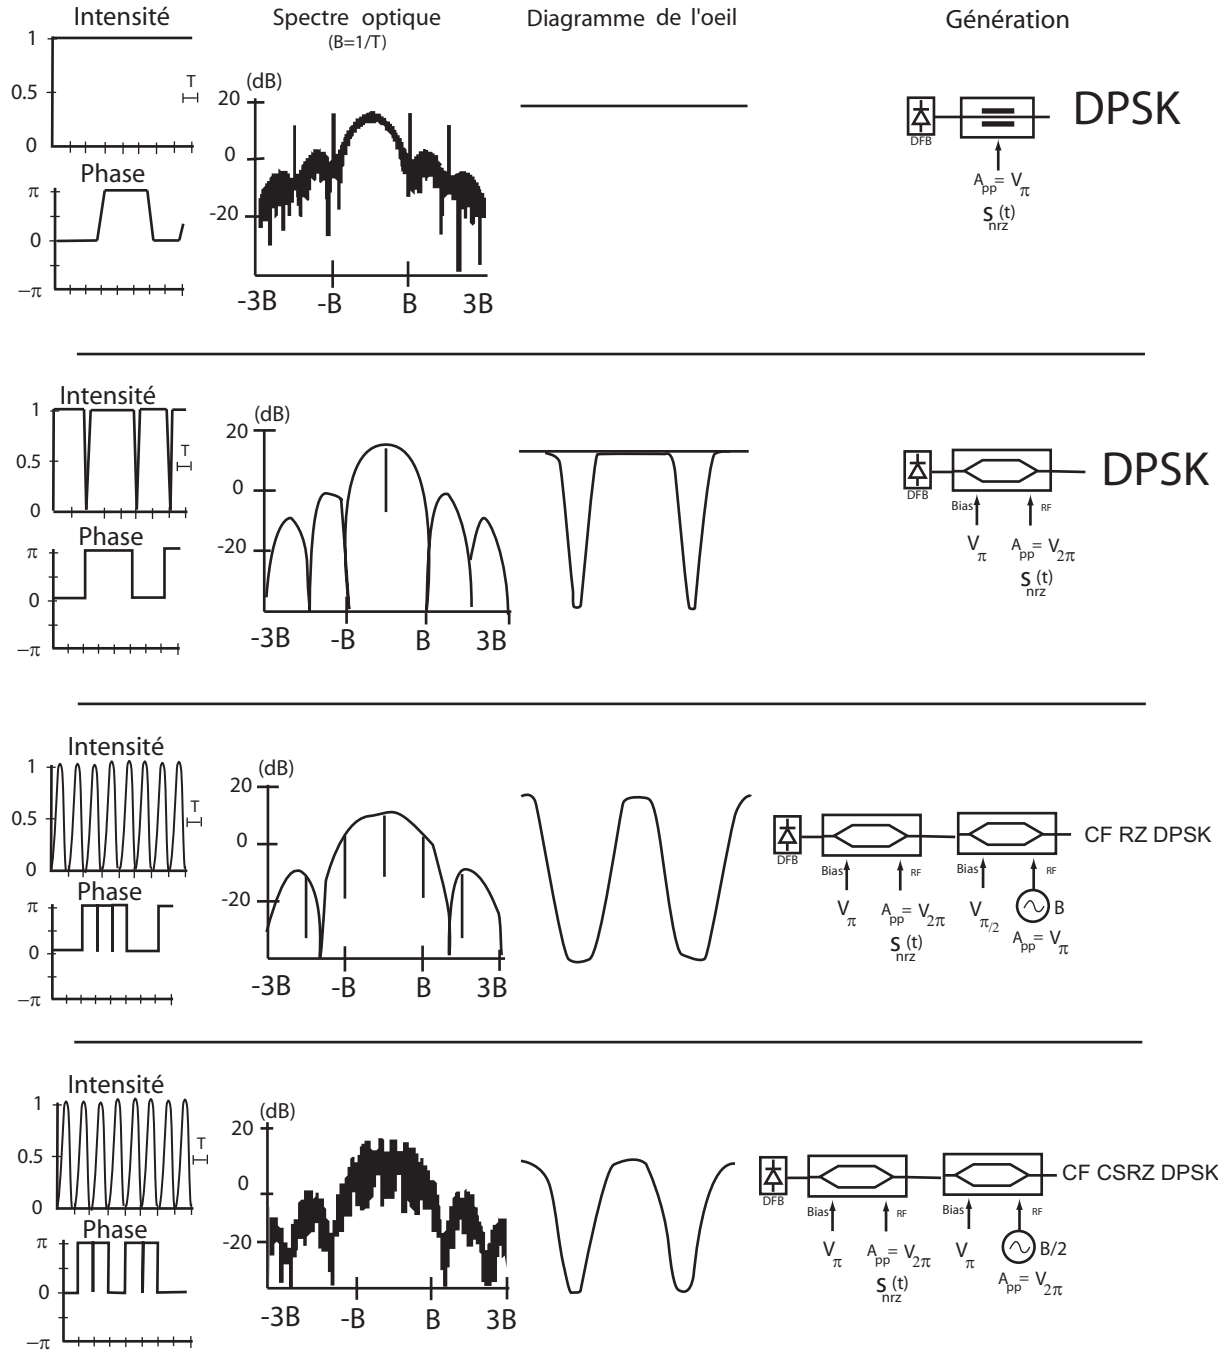 Intensité
Spectre optique
(B=1/T)
Diagramme de l'oeil
Génération
1
0.5
0
T
Phase
π
0
−π
(dB)
20
0
-20
-3B
-B
B
3B
DFB
A_pp = V_π
S_nrz(t)
DPSK
Intensité
1
0.5
0
T
Phase
π
0
−π
(dB)
20
0
-20
-3B
-B
B
3B
DFB
Bias
RF
V_π
A_pp = V_2π
S_nrz(t)
DPSK
Intensité
1
0.5
0
T
Phase
π
0
−π
(dB)
20
0
-20
-3B
-B
B
3B
DFB
Bias
RF
V_π
A_pp = V_2π
S_nrz(t)
Bias
RF
V_π/2
B
A_pp = V_π
CF RZ DPSK
Intensité
1
0.5
0
T
Phase
π
0
−π
(dB)
20
0
-20
-3B
-B
B
3B
DFB
Bias
RF
V_π
A_pp = V_2π
S_nrz(t)
Bias
RF
V_π
B/2
A_pp = V_2π
CF CSRZ DPSK